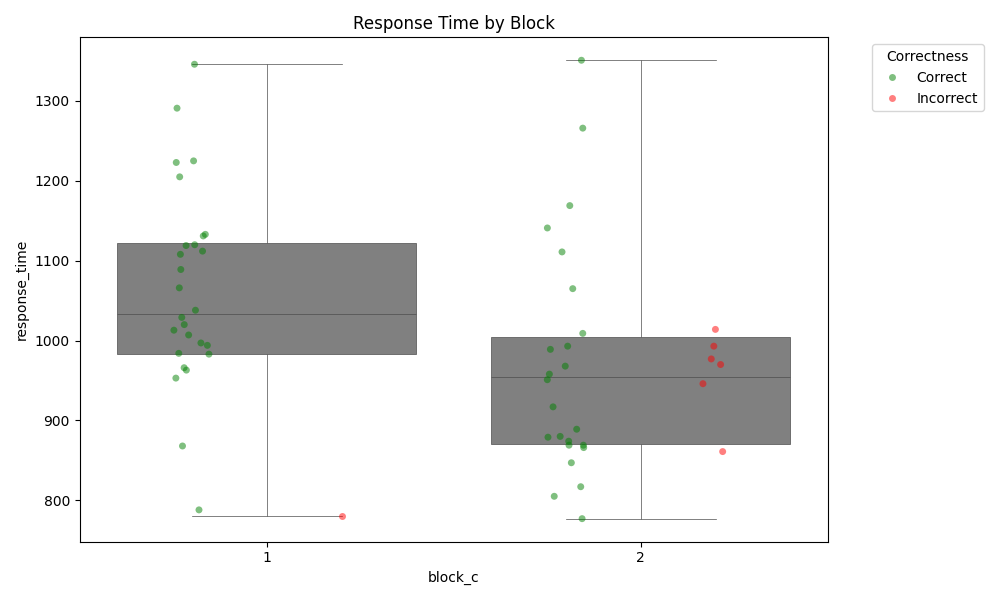 Response Time by Block
Correctness
Correct
Incorrect
1300
1200
1100
1000
900
800
response_time
1
2
block_c